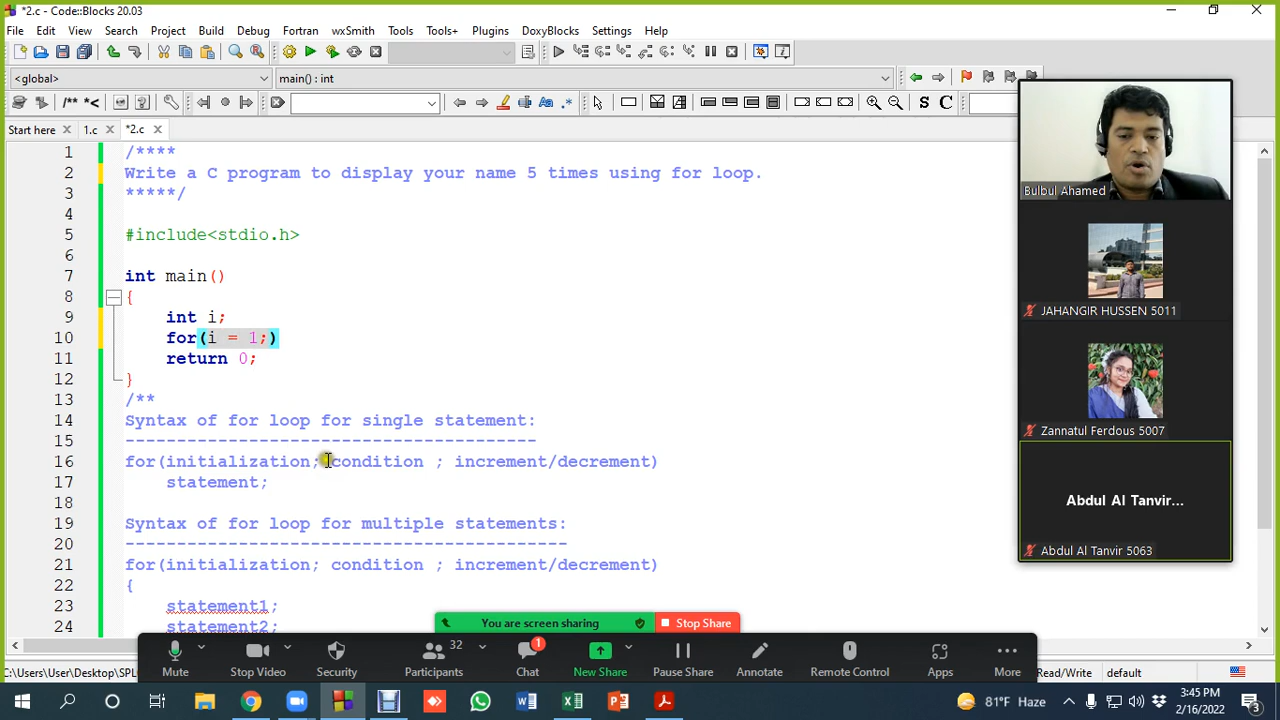 *2.c - Code::Blocks 20.03
File Edit View Search Project Build Debug Fortran wxSmith Tools Tools+ Plugins DoxyBlocks Settings Help
<global> main() : int
/** *<
S C
Start here 1.c *2.c
1 /****
2 Write a C program to display your name 5 times using for loop.
3 *****/
4
5 #include<stdio.h>
6
7 int main()
8 {
9 int i;
10 for(i = 1;)
11 return 0;
12 }
13 /**
14 Syntax of for loop for single statement:
15 ----------------------------------------
16 for(initialization; condition ; increment/decrement)
17 statement;
18
19 Syntax of for loop for multiple statements:
20 -------------------------------------------
21 for(initialization; condition ; increment/decrement)
22 {
23 statement1;
24 statement2;
Bulbul Ahamed
JAHANGIR HUSSEN 5011
Zannatul Ferdous 5007
Abdul Al Tanvir...
Abdul Al Tanvir 5063
You are screen sharing Stop Share
32 1
Mute Stop Video Security Participants Chat New Share Pause Share Annotate Remote Control Apps More
C:\Users\User\Desktop\SPL Read/Write default
81°F Haze 3:45 PM
2/16/2022 3